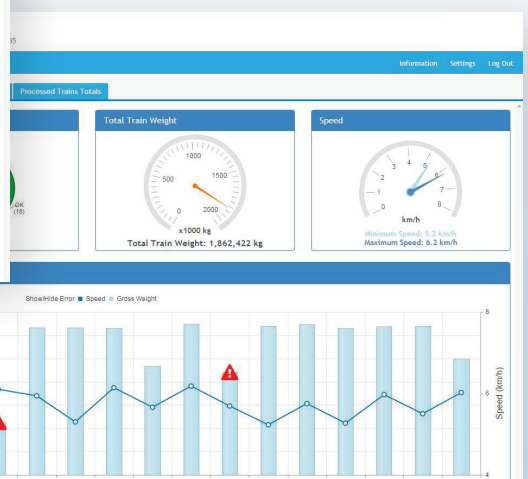 55
Information Settings Log Out
Processed Trains Totals
Total Train Weight
Speed
OK
(18)
0
500
1000
1500
2000
x1000 kg
Total Train Weight: 1,862,422 kg
0
1
2
3
4
5
6
7
8
km/h
Minimum Speed: 5.2 km/h
Maximum Speed: 6.2 km/h
Show/Hide Error Speed Gross Weight
8
6
4
Speed (km/h)